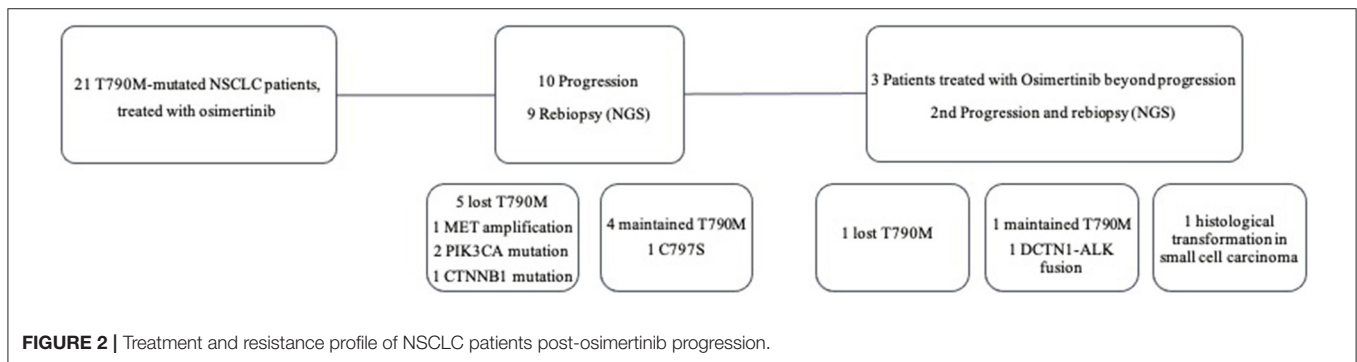 21 T790M-mutated NSCLC patients,
treated with osimertinib
10 Progression
9 Rebiopsy (NGS)
3 Patients treated with Osimertinib beyond progression
2nd Progression and rebiopsy (NGS)
5 lost T790M
1 MET amplification
2 PIK3CA mutation
1 CTNNB1 mutation
4 maintained T790M
1 C797S
1 lost T790M
1 maintained T790M
1 DCTN1-ALK
fusion
1 histological
transformation in
small cell carcinoma
FIGURE 2 | Treatment and resistance profile of NSCLC patients post-osimertinib progression.